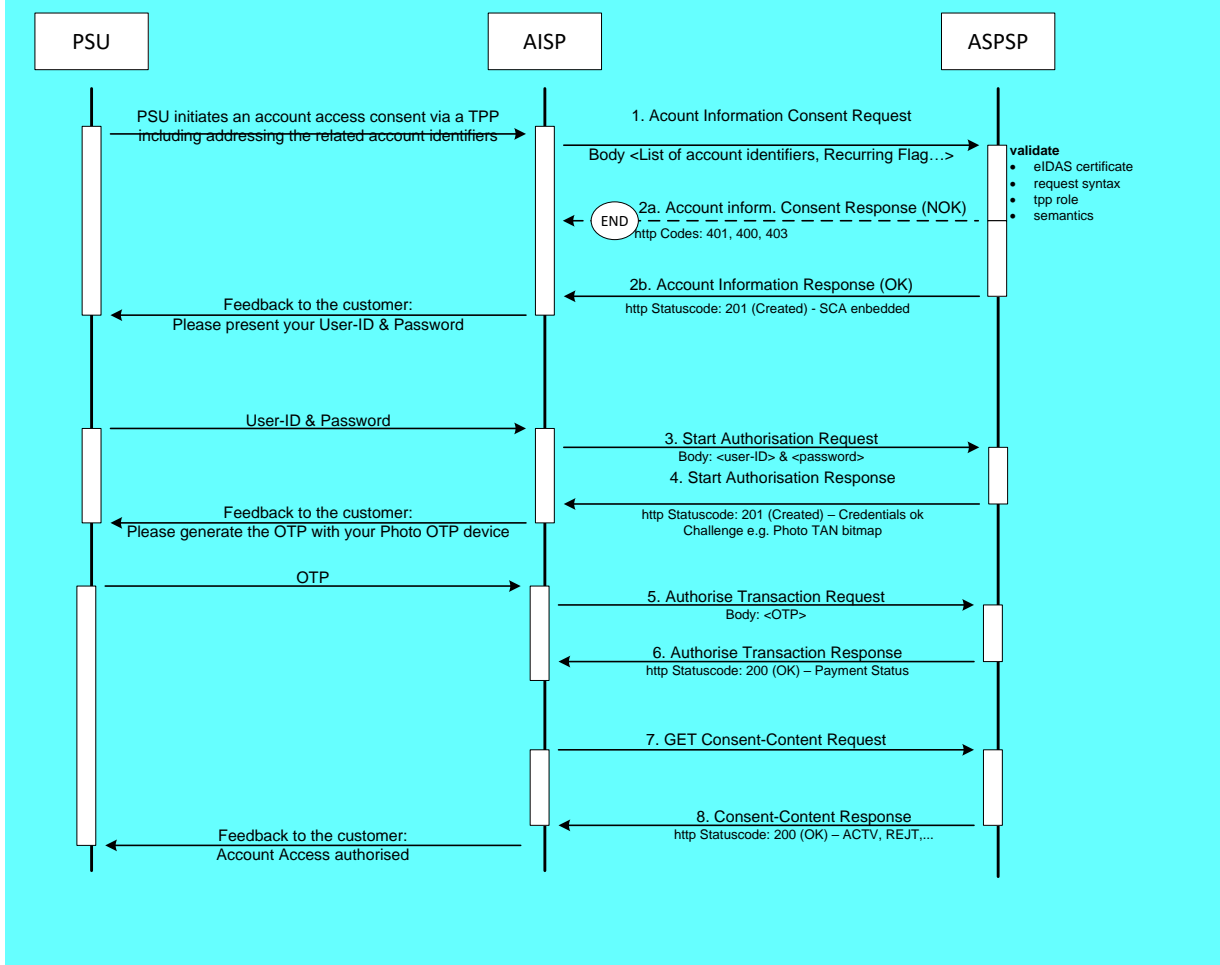 PSU
AISP
ASPSP
PSU initiates an account access consent via a TPP
including addressing the related account identifiers
1. Acount Information Consent Request
Body <List of account identifiers, Recurring Flag…>
validate
• eIDAS certificate
• request syntax
• tpp role
• semantics
2a. Account inform. Consent Response (NOK)
END
http Codes: 401, 400, 403
2b. Account Information Response (OK)
http Statuscode: 201 (Created) - SCA enbedded
Feedback to the customer:
Please present your User-ID & Password
User-ID & Password
3. Start Authorisation Request
Body: <user-ID> & <password>
4. Start Authorisation Response
http Statuscode: 201 (Created) – Credentials ok
Challenge e.g. Photo TAN bitmap
Feedback to the customer:
Please generate the OTP with your Photo OTP device
OTP
5. Authorise Transaction Request
Body: <OTP>
6. Authorise Transaction Response
http Statuscode: 200 (OK) – Payment Status
7. GET Consent-Content Request
8. Consent-Content Response
http Statuscode: 200 (OK) – ACTV, REJT,...
Feedback to the customer:
Account Access authorised